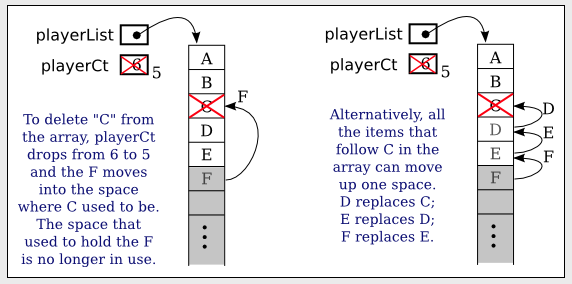 playerList
playerCt 6 5
A
B
C
D
E
F
F
To delete "C" from
the array, playerCt
drops from 6 to 5
and the F moves
into the space
where C used to be.
The space that
used to hold the F
is no longer in use.
playerList
playerCt 6 5
A
B
C
D
E
F
D
E
F
Alternatively, all
the items that
follow C in the
array can move
up one space.
D replaces C;
E replaces D;
F replaces E.